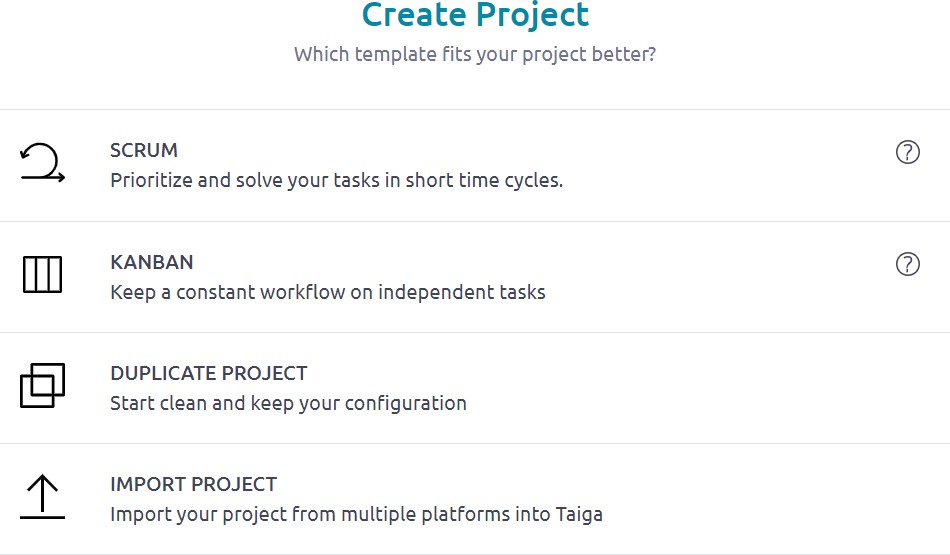 Create Project
Which template fits your project better?
SCRUM
Prioritize and solve your tasks in short time cycles.
?
KANBAN
Keep a constant workflow on independent tasks
?
DUPLICATE PROJECT
Start clean and keep your configuration
IMPORT PROJECT
Import your project from multiple platforms into Taiga